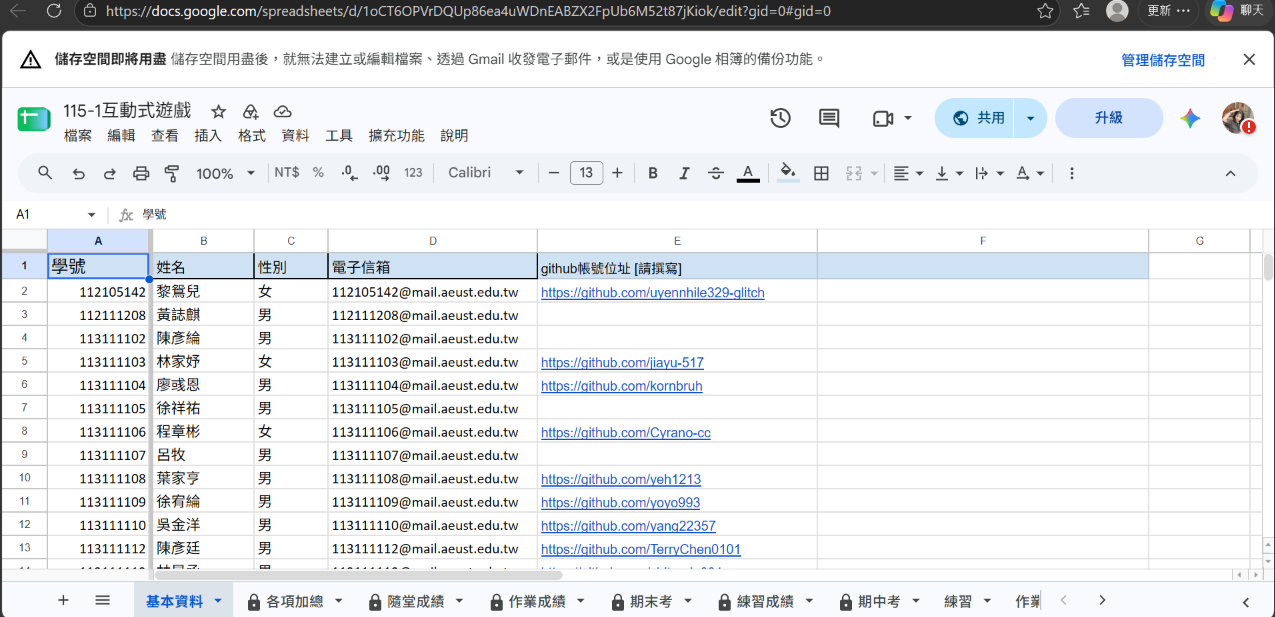 https://docs.google.com/spreadsheets/d/1oCT6OPVrDQUp86ea4uWDnEABZX2FpUb6M52t87jKiok/edit?gid=0#gid=0 更新 聊天
儲存空間即將用盡 儲存空間用盡後，就無法建立或編輯檔案、透過 Gmail 收發電子郵件，或是使用 Google 相簿的備份功能。 管理儲存空間
115-1互動式遊戲
檔案 編輯 查看 插入 格式 資料 工具 擴充功能 說明
共用 升級
100% NT$ % .0 .00 123 Calibri 13 B I A A
A1 fx 學號
A B C D E F G
1 學號 姓名 性別 電子信箱 github帳號位址 [請撰寫]
2 112105142 黎鴛兒 女 112105142@mail.aeust.edu.tw https://github.com/uyennhile329-glitch
3 112111208 黃誌麒 男 112111208@mail.aeust.edu.tw
4 113111102 陳彥綸 男 113111102@mail.aeust.edu.tw
5 113111103 林家妤 女 113111103@mail.aeust.edu.tw https://github.com/jiayu-517
6 113111104 廖彧恩 男 113111104@mail.aeust.edu.tw https://github.com/kornbruh
7 113111105 徐祥祐 男 113111105@mail.aeust.edu.tw
8 113111106 程章彬 女 113111106@mail.aeust.edu.tw https://github.com/Cyrano-cc
9 113111107 呂牧 男 113111107@mail.aeust.edu.tw
10 113111108 葉家亨 男 113111108@mail.aeust.edu.tw https://github.com/yeh1213
11 113111109 徐宥綸 男 113111109@mail.aeust.edu.tw https://github.com/yoyo993
12 113111110 吳金洋 男 113111110@mail.aeust.edu.tw https://github.com/yang22357
13 113111112 陳彥廷 男 113111112@mail.aeust.edu.tw https://github.com/TerryChen0101
基本資料 各項加總 隨堂成績 作業成績 期末考 練習成績 期中考 練習 作業